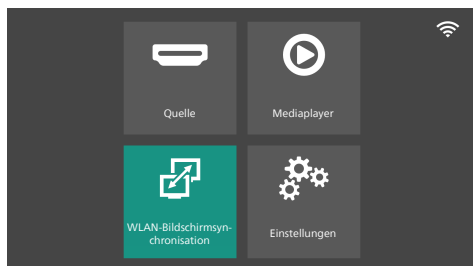 Quelle
Mediaplayer
WLAN-Bildschirmsyn-
chronisation
Einstellungen